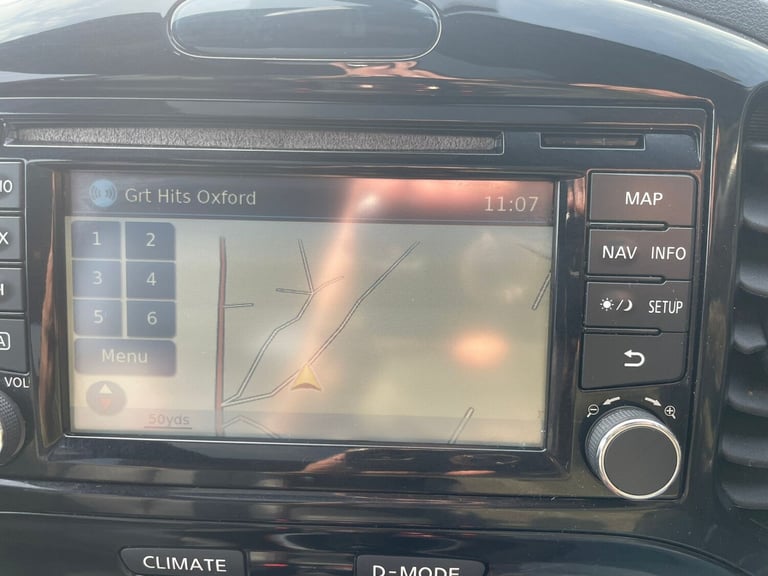 Grt Hits Oxford
11:07
1 2
3 4
5 6
Menu
50yds
MAP
NAV INFO
SETUP
VOL
CLIMATE
D-MODE